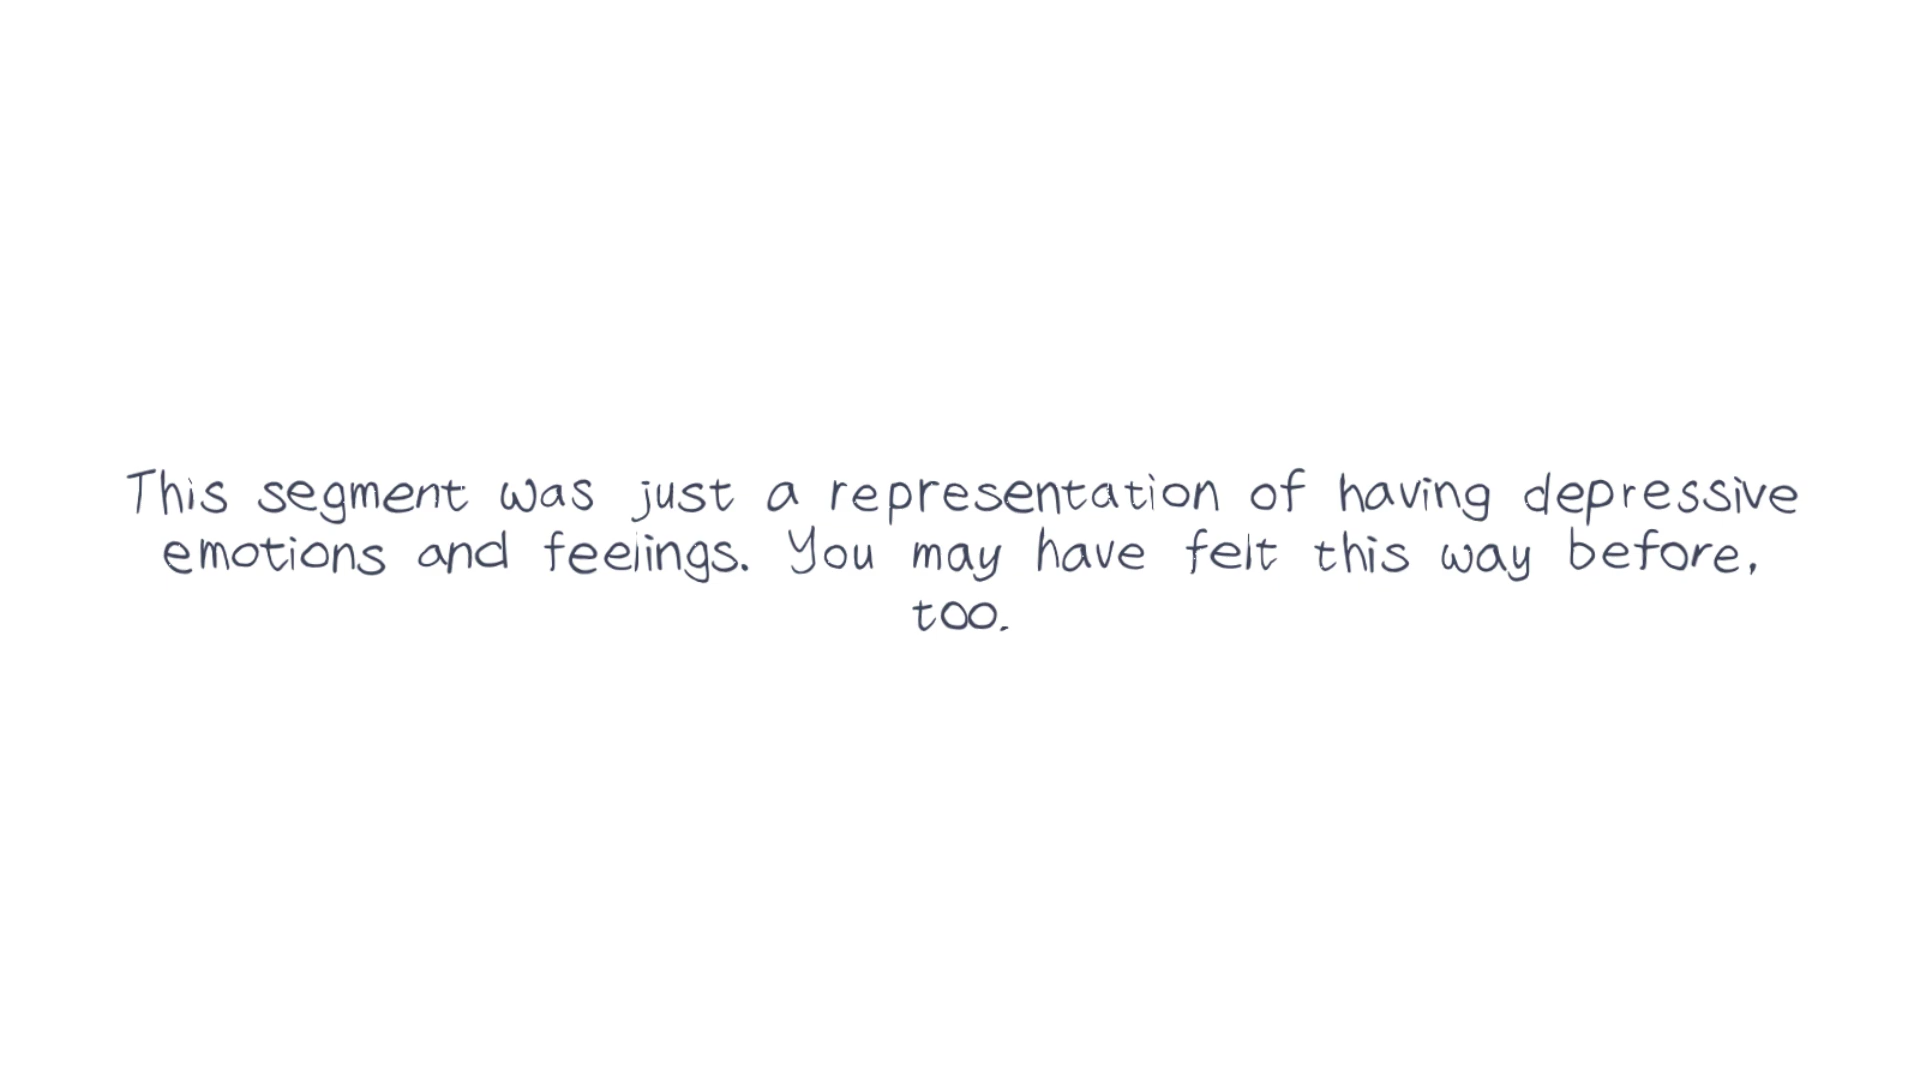 This segment was just a representation of having depressive
emotions and feelings. You may have felt this way before,
too.